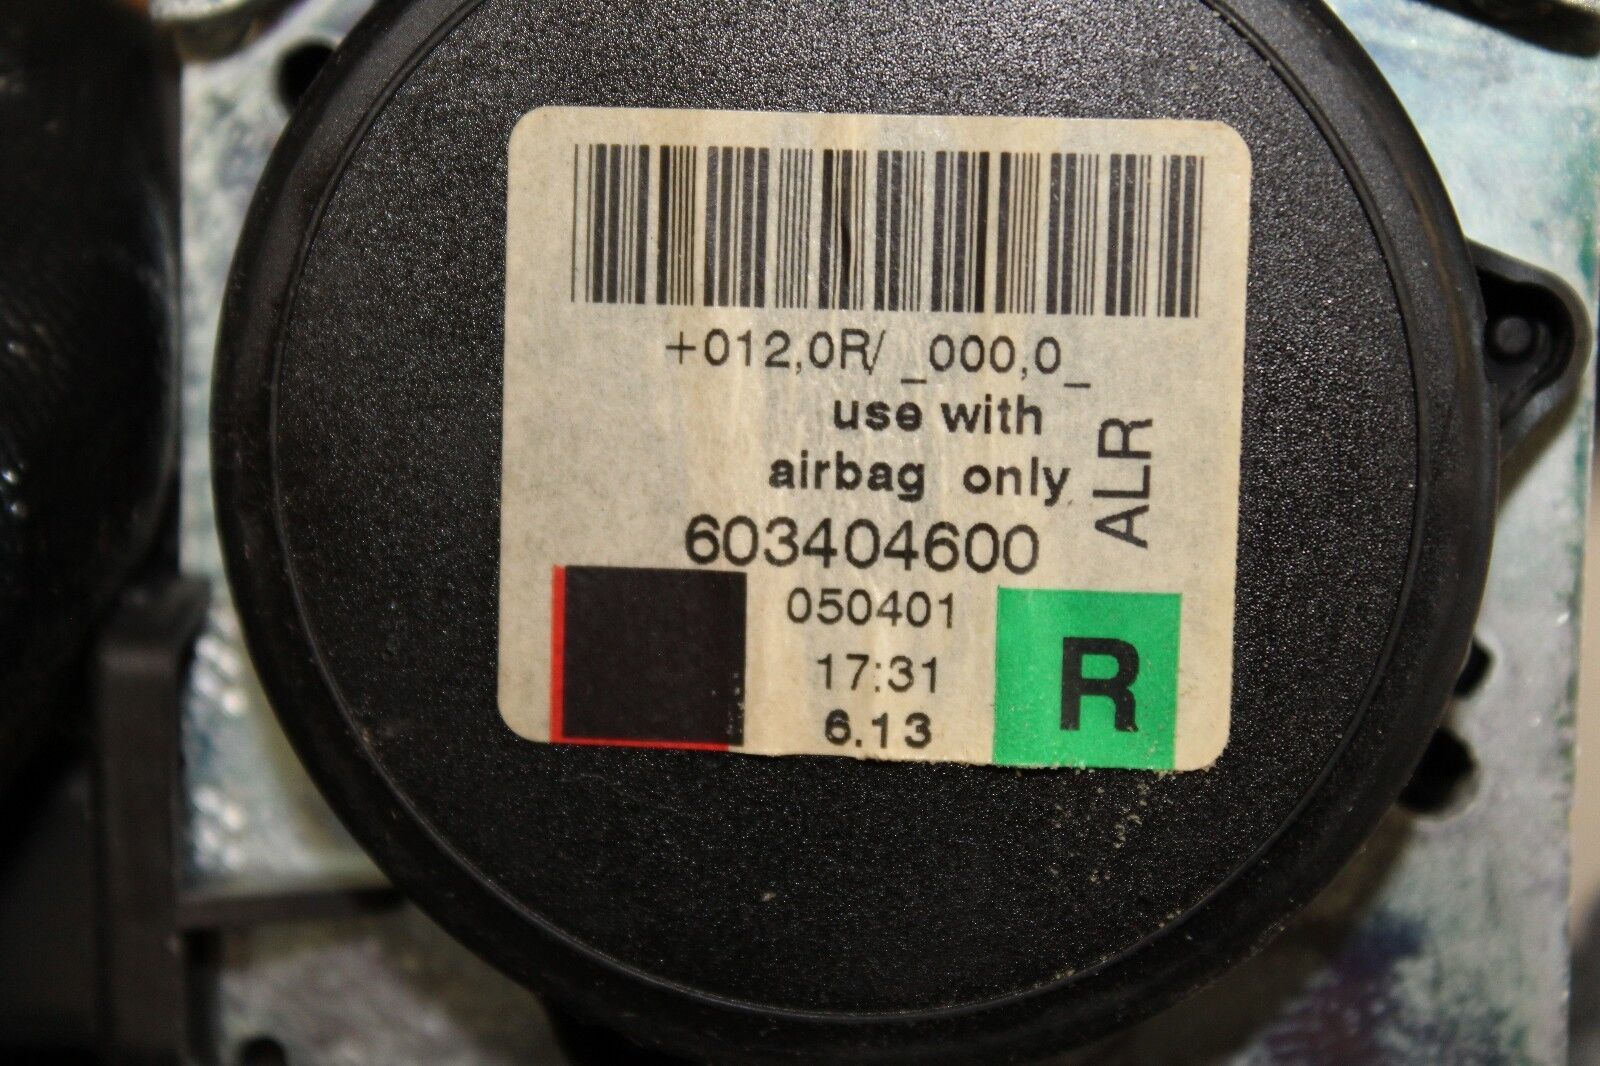 +012,0R/ _000,0_
use with
airbag only
ALR
603404600
050401
17:31
6.13
R